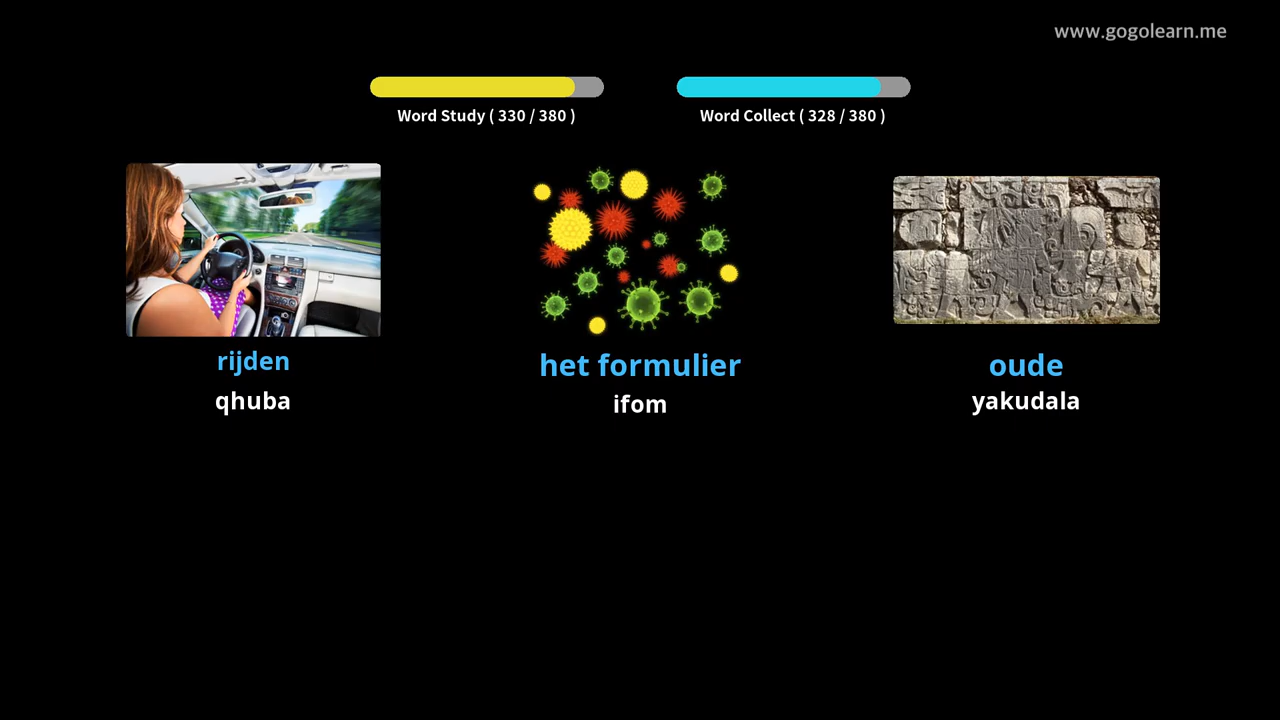 www.gogolearn.me
Word Study ( 330 / 380 )
Word Collect ( 328 / 380 )
rijden
qhuba
het formulier
ifom
oude
yakudala